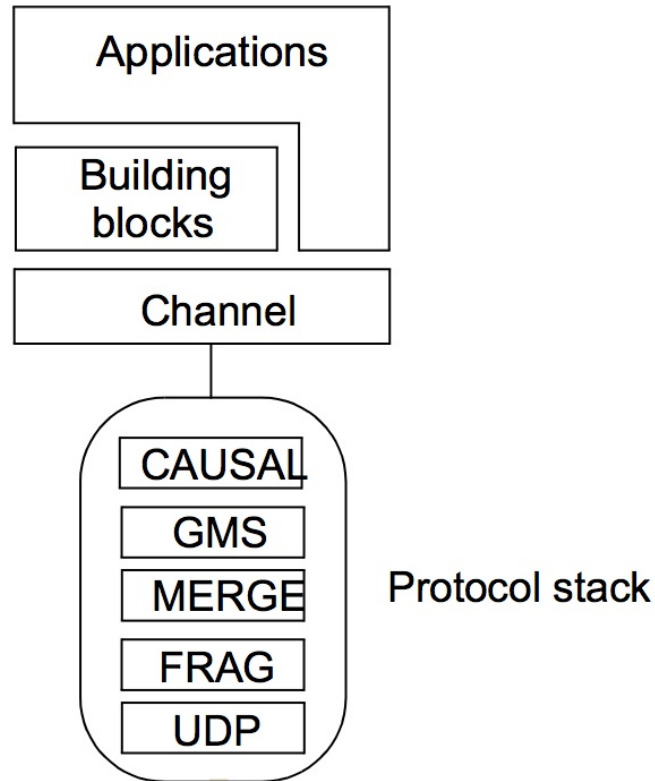 Applications
Building
blocks
Channel
CAUSAL
GMS
MERGE
Protocol stack
FRAG
UDP